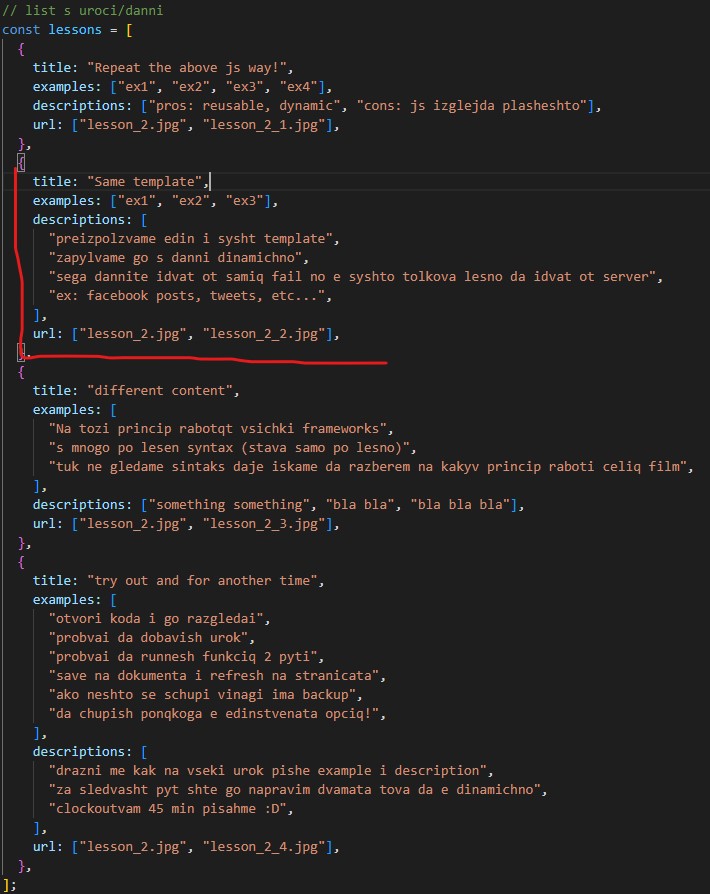 // list s uroci/danni
const lessons = [
{
title: "Repeat the above js way!",
examples: ["ex1", "ex2", "ex3", "ex4"],
descriptions: ["pros: reusable, dynamic", "cons: js izglejda plasheshto"],
url: ["lesson_2.jpg", "lesson_2_1.jpg"],
},
{
title: "Same template",
examples: ["ex1", "ex2", "ex3"],
descriptions: [
"preizpolzvame edin i sysht template",
"zapylvame go s danni dinamichno",
"sega dannite idvat ot samiq fail no e syshto tolkova lesno da idvat ot server",
"ex: facebook posts, tweets, etc...",
],
url: ["lesson_2.jpg", "lesson_2_2.jpg"],
},
{
title: "different content",
examples: [
"Na tozi princip rabotqt vsichki frameworks",
"s mnogo po lesen syntax (stava samo po lesno)",
"tuk ne gledame sintaks daje iskame da razberem na kakyv princip raboti celiq film",
],
descriptions: ["something something", "bla bla", "bla bla bla"],
url: ["lesson_2.jpg", "lesson_2_3.jpg"],
},
{
title: "try out and for another time",
examples: [
"otvori koda i go razgledai",
"probvai da dobavish urok",
"probvai da runnesh funkciq 2 pyti",
"save na dokumenta i refresh na stranicata",
"ako neshto se schupi vinagi ima backup",
"da chupish ponqkoga e edinstvenata opciq!",
],
descriptions: [
"drazni me kak na vseki urok pishe example i description",
"za sledvasht pyt shte go napravim dvamata tova da e dinamichno",
"clockoutvam 45 min pisahme :D",
],
url: ["lesson_2.jpg", "lesson_2_4.jpg"],
},
];